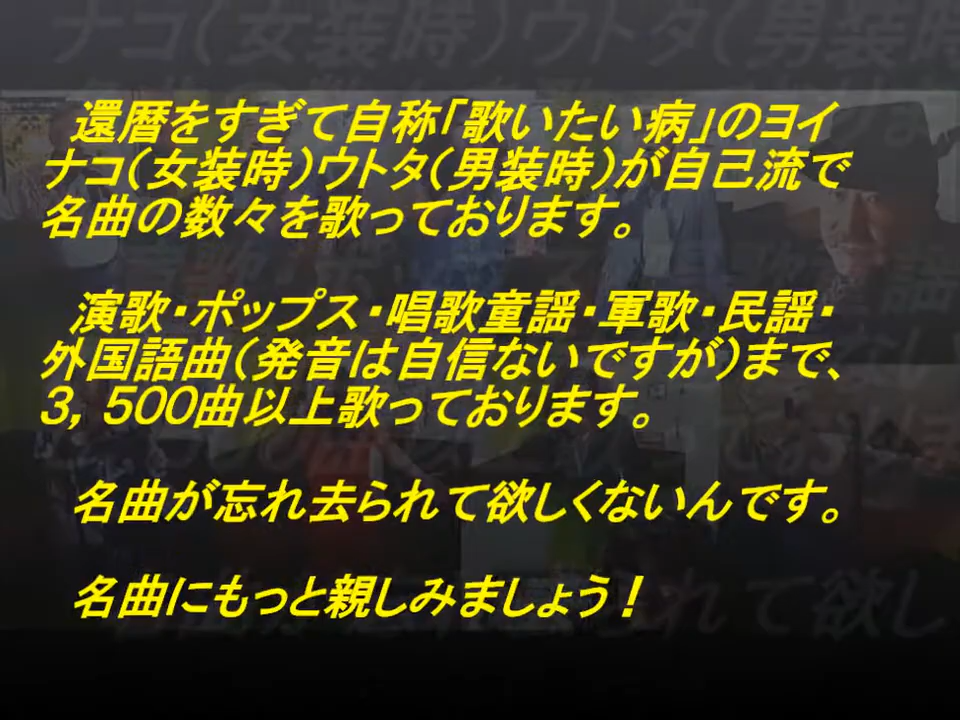 還暦をすぎて自称「歌いたい病」のヨイ
ナコ（女装時）ウトタ（男装時）が自己流で
名曲の数々を歌っております。
演歌・ポップス・唱歌童謡・軍歌・民謡・
外国語曲（発音は自信ないですが）まで、
３，５００曲以上歌っております。
名曲が忘れ去られて欲しくないんです。
名曲にもっと親しみましょう！